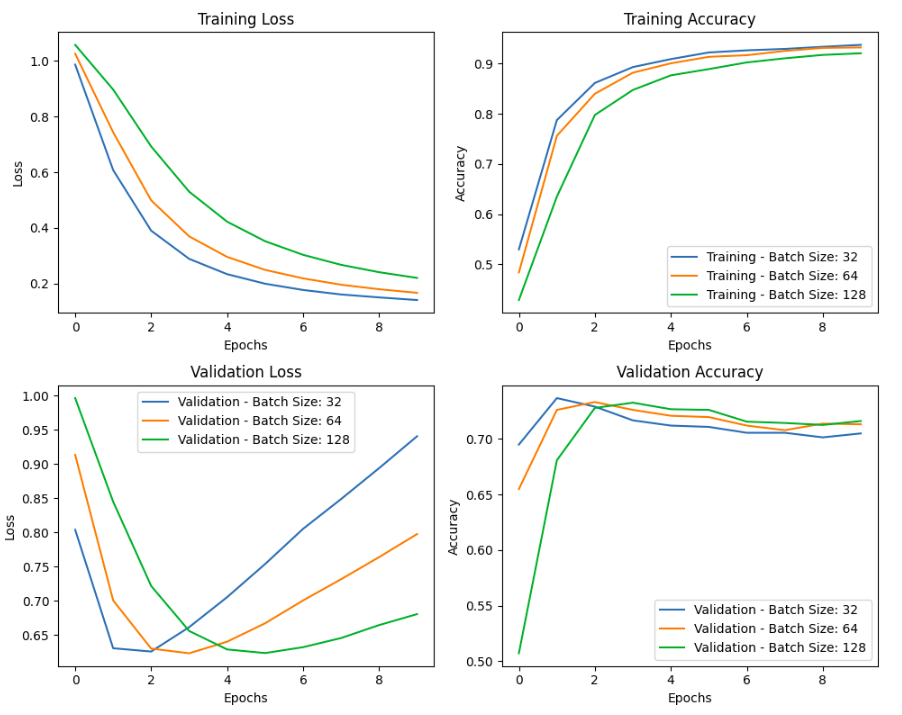 Training Loss
1.0
0.8
0.6
0.4
0.2
Loss
0 2 4 6 8
Epochs
Training Accuracy
0.9
0.8
0.7
0.6
0.5
Accuracy
Training - Batch Size: 32
Training - Batch Size: 64
Training - Batch Size: 128
0 2 4 6 8
Epochs
Validation Loss
1.00
0.95
0.90
0.85
0.80
0.75
0.70
0.65
Loss
Validation - Batch Size: 32
Validation - Batch Size: 64
Validation - Batch Size: 128
0 2 4 6 8
Epochs
Validation Accuracy
0.70
0.65
0.60
0.55
0.50
Accuracy
Validation - Batch Size: 32
Validation - Batch Size: 64
Validation - Batch Size: 128
0 2 4 6 8
Epochs